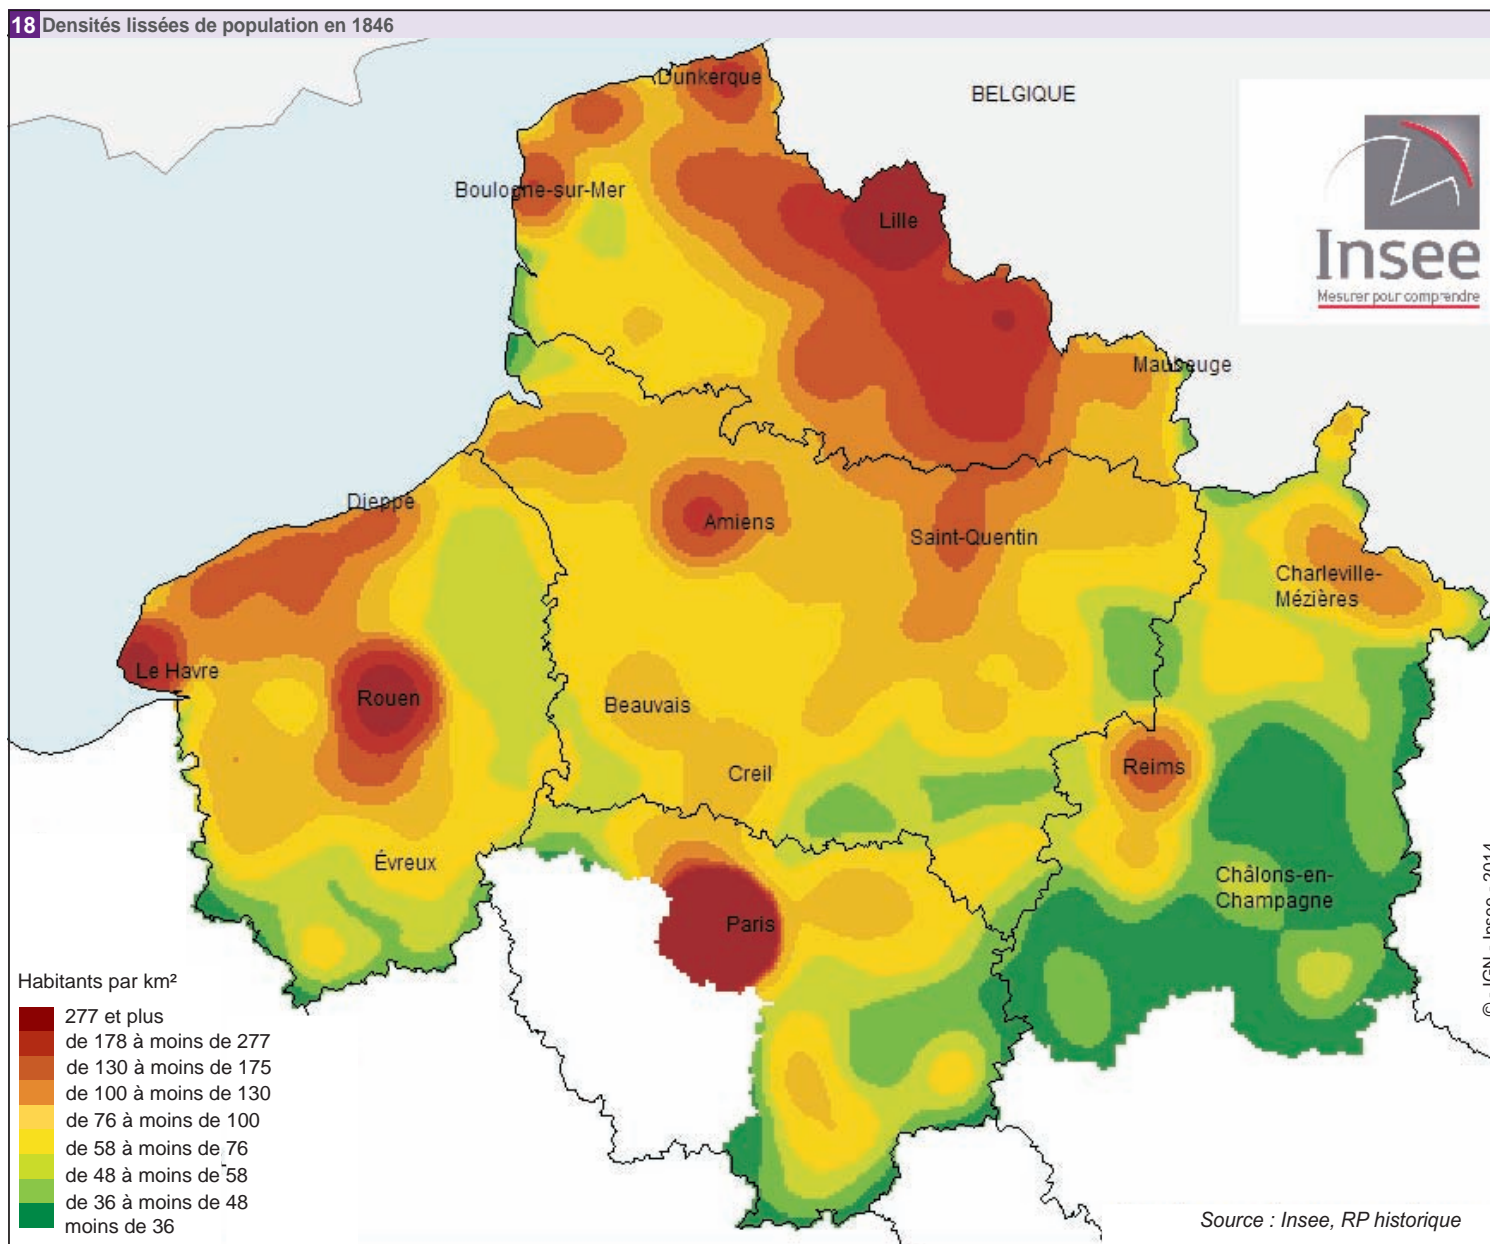 18 Densités lissées de population en 1846
Dunkerque
BELGIQUE
Boulogne-sur-Mer
Lille
Insee
Mesurer pour comprendre
Maubeuge
Dieppe
Amiens
Saint-Quentin
Charleville-
Mézières
Le Havre
Rouen
Beauvais
Creil
Reims
Évreux
Châlons-en-
Champagne
Paris
© - IGN - Insee - 2014
Habitants par km²
277 et plus
de 178 à moins de 277
de 130 à moins de 175
de 100 à moins de 130
de 76 à moins de 100
de 58 à moins de 76
de 48 à moins de 58
de 36 à moins de 48
moins de 36
Source : Insee, RP historique